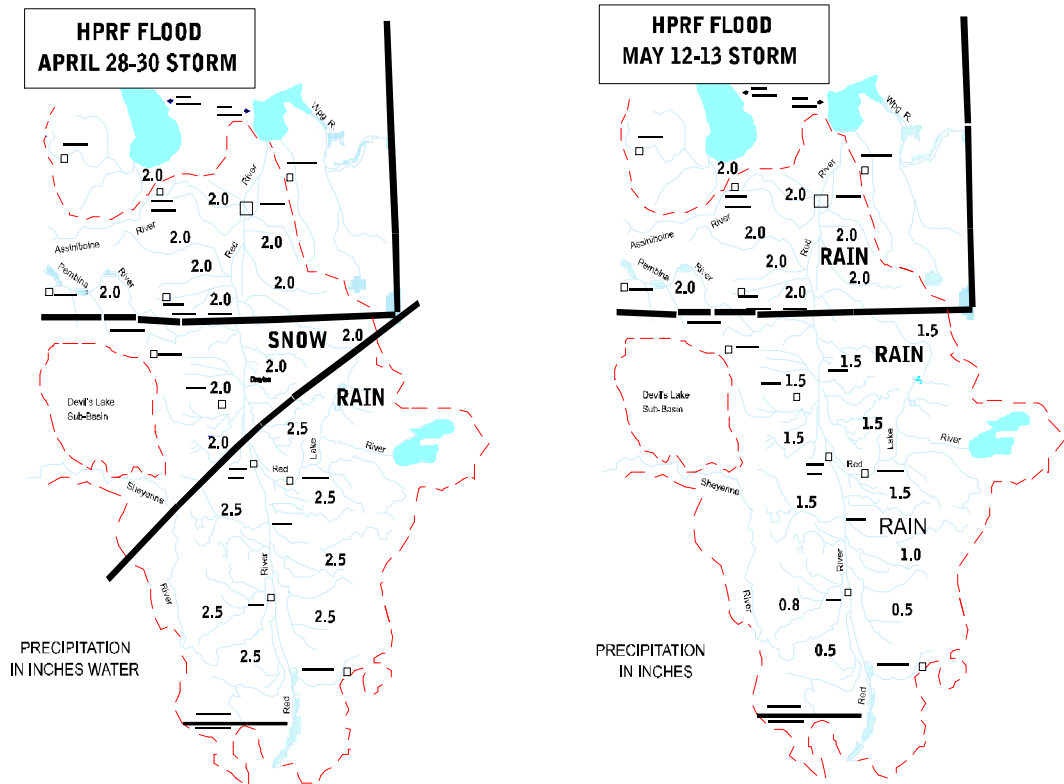 HPRF FLOOD
APRIL 28-30 STORM
Wpg R.
River
2.0
2.0
Assiniboine
River
2.0
2.0
Red
Pembina
River
2.0
2.0
2.0
2.0
SNOW
2.0
2.0
Drayton
2.0
RAIN
Devil's Lake
Sub-Basin
2.5
2.0
Lake
River
Red
Sheyenne
2.5
2.5
2.5
River
River
2.5
2.5
2.5
PRECIPITATION
IN INCHES WATER
Red
HPRF FLOOD
MAY 12-13 STORM
Wpg R.
River
2.0
2.0
Assiniboine
River
2.0
2.0
Red
RAIN
Pembina
River
2.0
2.0
2.0
2.0
1.5
RAIN
1.5
1.5
Devil's Lake
Sub-Basin
1.5
1.5
Lake
River
Red
Sheyenne
1.5
1.5
RAIN
1.0
River
River
0.8
0.5
0.5
PRECIPITATION
IN INCHES
Red